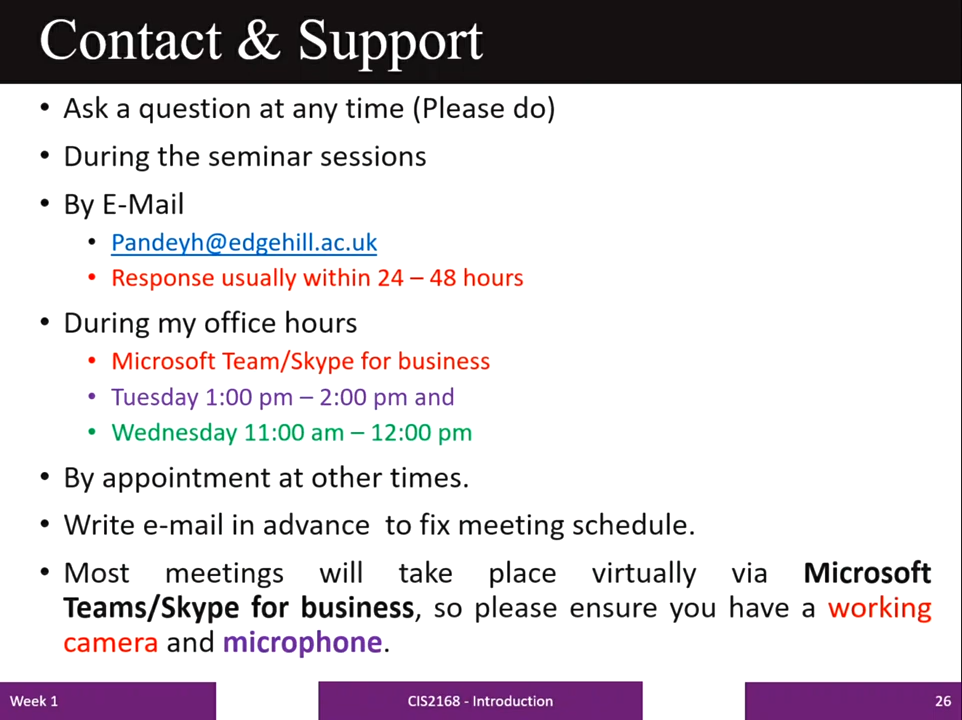 Contact & Support
• Ask a question at any time (Please do)
• During the seminar sessions
• By E-Mail
• Pandeyh@edgehill.ac.uk
• Response usually within 24 – 48 hours
• During my office hours
• Microsoft Team/Skype for business
• Tuesday 1:00 pm – 2:00 pm and
• Wednesday 11:00 am – 12:00 pm
• By appointment at other times.
• Write e-mail in advance to fix meeting schedule.
• Most meetings will take place virtually via Microsoft
Teams/Skype for business, so please ensure you have a working
camera and microphone.
Week 1
CIS2168 - Introduction
26